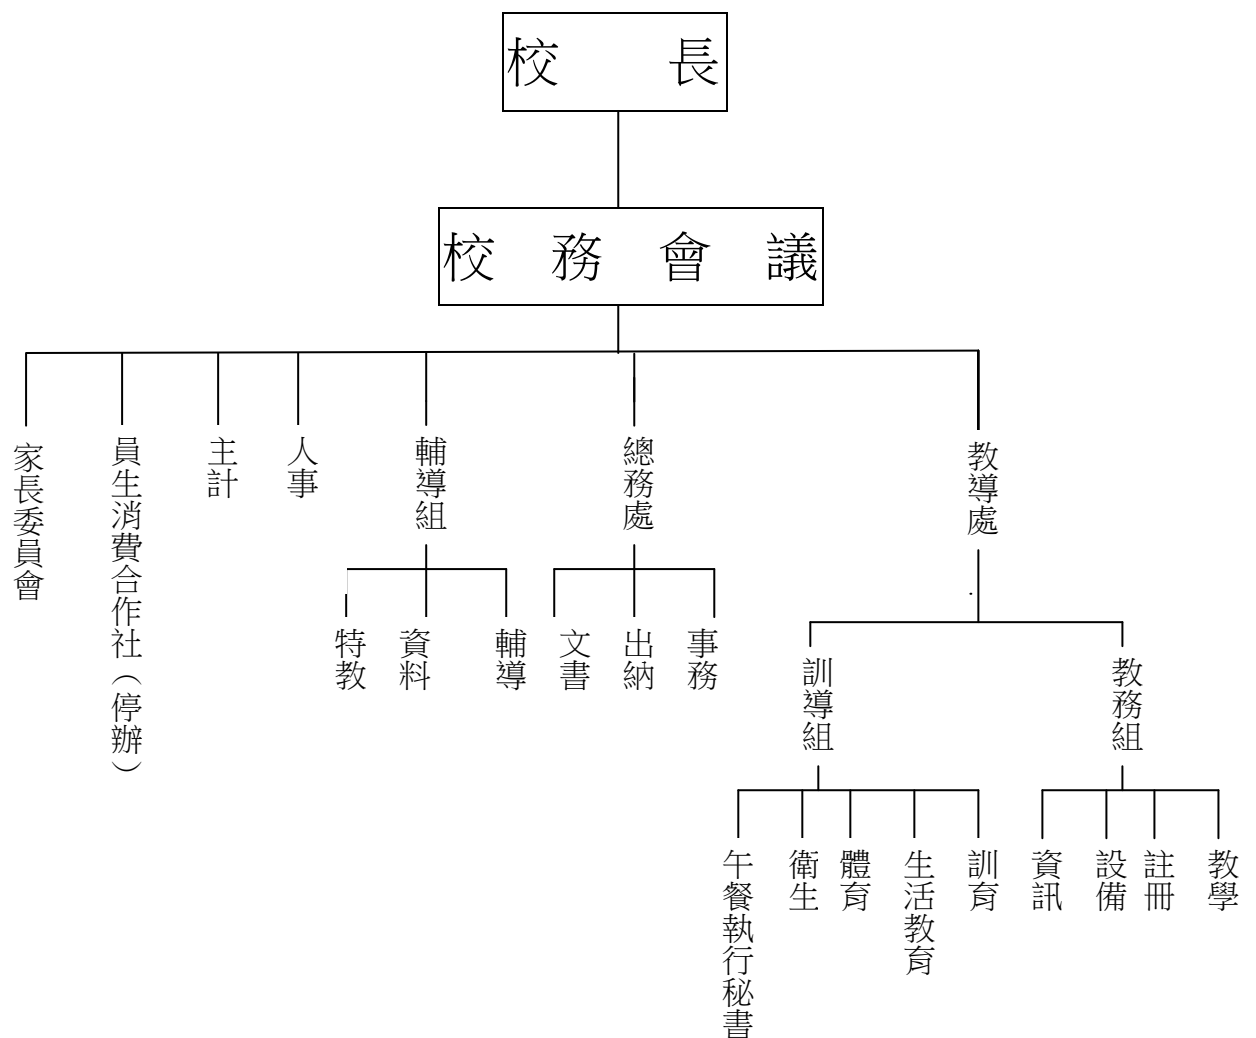 校長
校務會議
家長委員會
員生消費合作社（停辦）
主計
人事
輔導組
總務處
教導處
特教
資料
輔導
文書
出納
事務
訓導組
教務組
午餐執行秘書
衛生
體育
生活教育
訓育
資訊
設備
註冊
教學